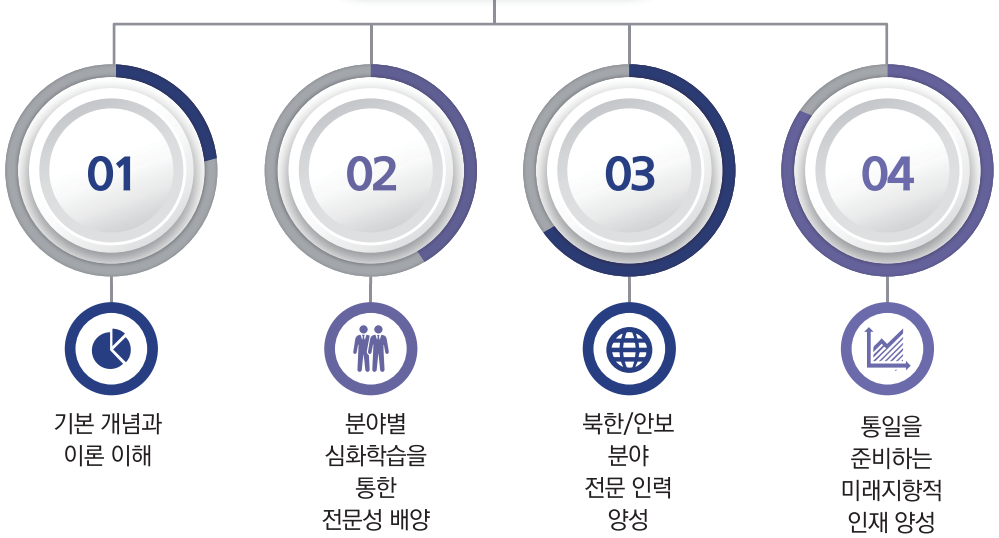 01
02
03
04
기본 개념과
이론 이해
분야별
심화학습을
통한
전문성 배양
북한/안보
분야
전문 인력
양성
통일을
준비하는
미래지향적
인재 양성